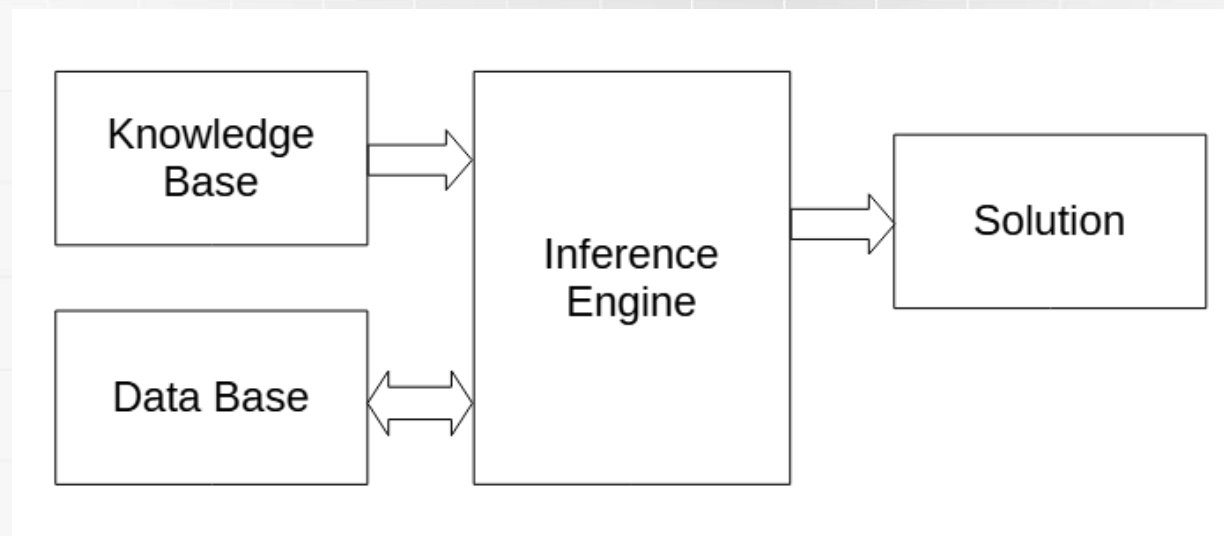 Knowledge
Base
Data Base
Inference
Engine
Solution